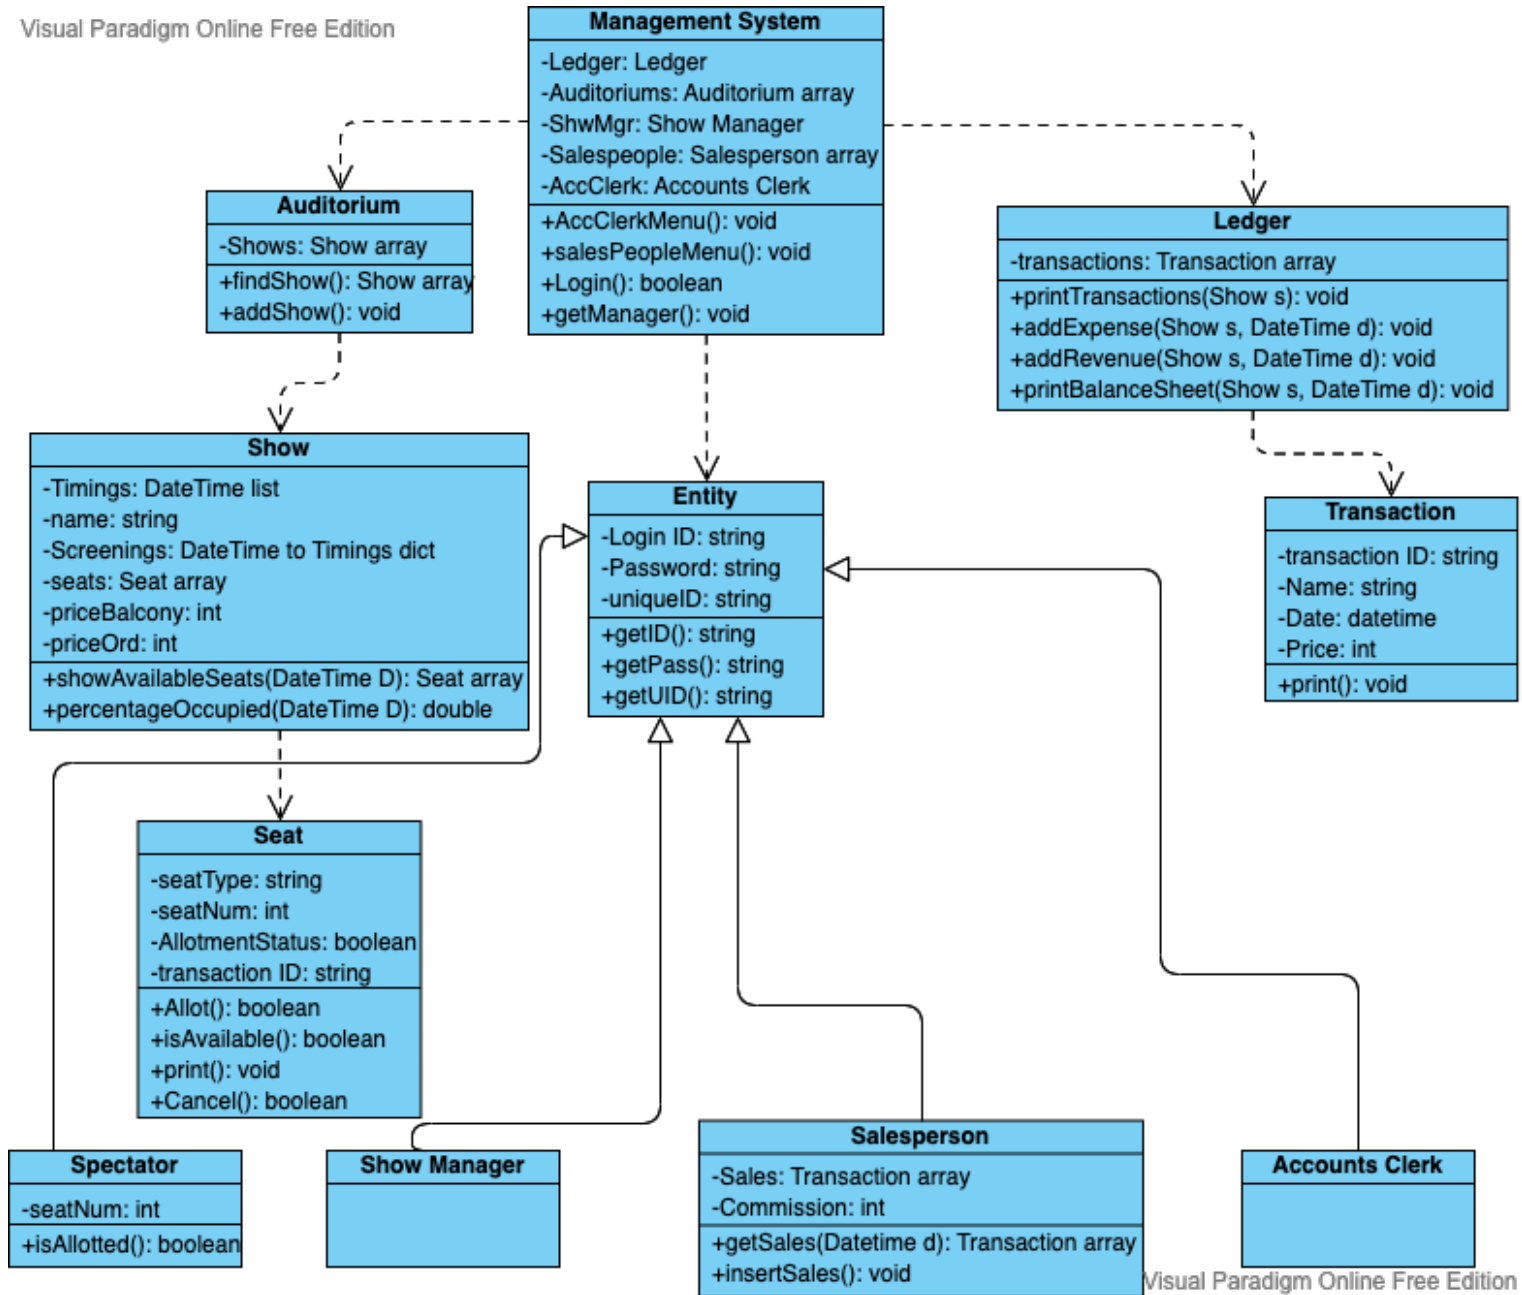 Visual Paradigm Online Free Edition
Management System
-Ledger: Ledger
-Auditoriums: Auditorium array
-ShwMgr: Show Manager
-Salespeople: Salesperson array
-AccClerk: Accounts Clerk
+AccClerkMenu(): void
+salesPeopleMenu(): void
+Login(): boolean
+getManager(): void
Auditorium
-Shows: Show array
+findShow(): Show array
+addShow(): void
Ledger
-transactions: Transaction array
+printTransactions(Show s): void
+addExpense(Show s, DateTime d): void
+addRevenue(Show s, DateTime d): void
+printBalanceSheet(Show s, DateTime d): void
Show
-Timings: DateTime list
-name: string
-Screenings: DateTime to Timings dict
-seats: Seat array
-priceBalcony: int
-priceOrd: int
+showAvailableSeats(DateTime D): Seat array
+percentageOccupied(DateTime D): double
Entity
-Login ID: string
-Password: string
-uniqueID: string
+getID(): string
+getPass(): string
+getUID(): string
Transaction
-transaction ID: string
-Name: string
-Date: datetime
-Price: int
+print(): void
Seat
-seatType: string
-seatNum: int
-AllotmentStatus: boolean
-transaction ID: string
+Allot(): boolean
+isAvailable(): boolean
+print(): void
+Cancel(): boolean
Spectator
-seatNum: int
+isAllotted(): boolean
Show Manager
Salesperson
-Sales: Transaction array
-Commission: int
+getSales(Datetime d): Transaction array
+insertSales(): void
Accounts Clerk
Visual Paradigm Online Free Edition